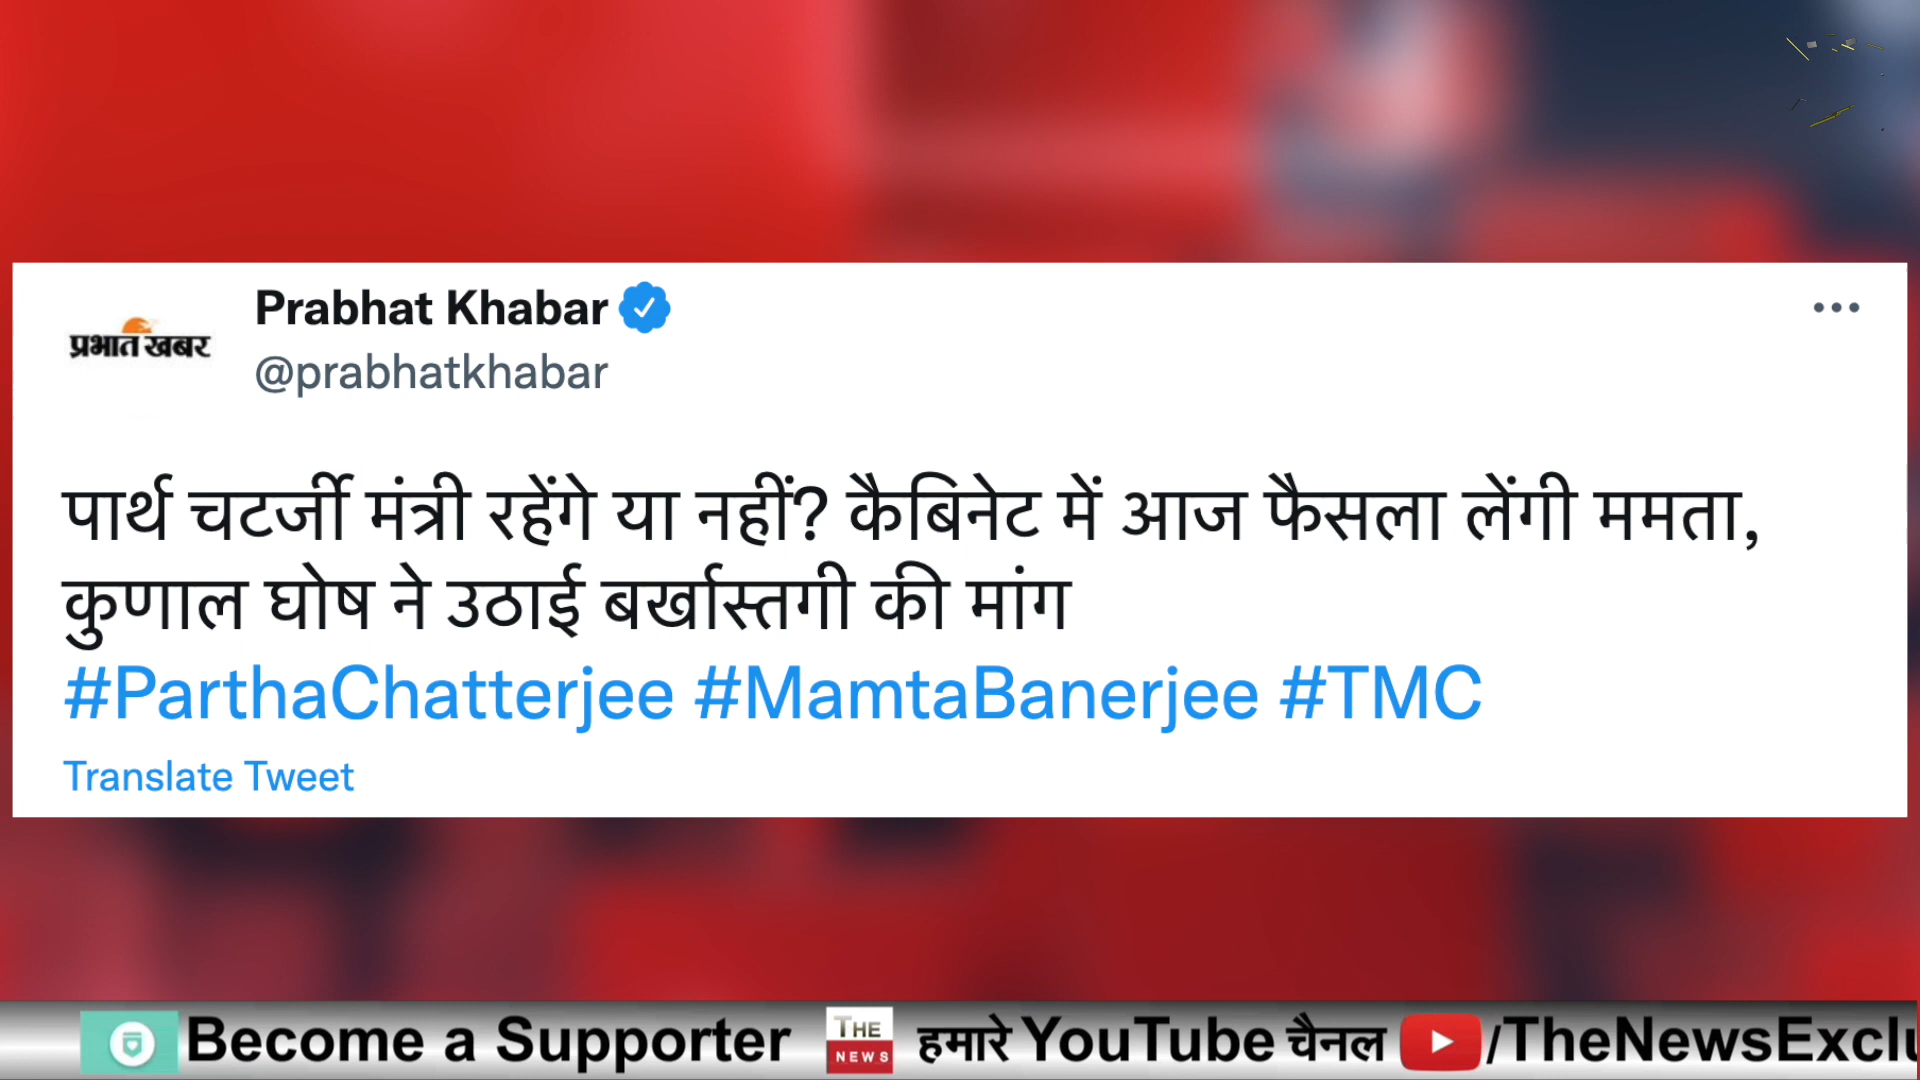 प्रभात खबर
Prabhat Khabar
@prabhatkhabar
पार्थ चटर्जी मंत्री रहेंगे या नहीं? कैबिनेट में आज फैसला लेंगी ममता,
कुणाल घोष ने उठाई बर्खास्तगी की मांग
#ParthaChatterjee #MamtaBanerjee #TMC
Translate Tweet
Become a Supporter THE NEWS हमारे YouTube चैनल /TheNewsExclu